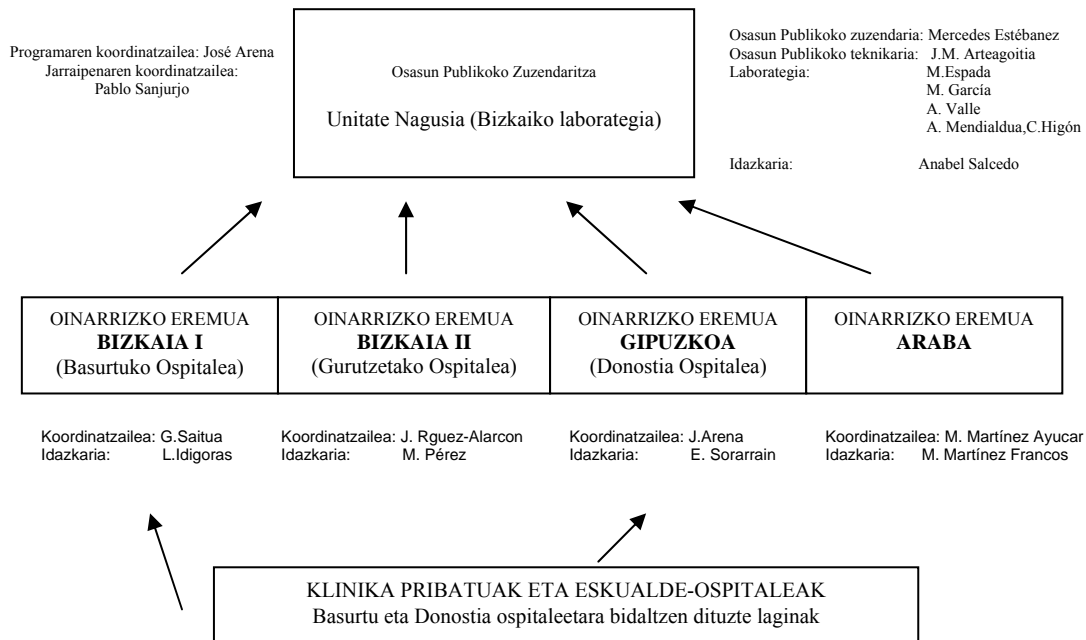 Programaren koordinatzailea: José Arena
Jarraipenaren koordinatzailea:
Pablo Sanjurjo
Osasun Publikoko Zuzendaritza
Unitate Nagusia (Bizkaiko laborategia)
Osasun Publikoko zuzendaria: Mercedes Estébanez
Osasun Publikoko teknikaria: J.M. Arteagoitia
Laborategia: M.Espada
M. García
A. Valle
A. Mendialdua,C.Higón
Idazkaria: Anabel Salcedo
OINARRIZKO EREMUA
BIZKAIA I
(Basurtuko Ospitalea)
OINARRIZKO EREMUA
BIZKAIA II
(Gurutzetako Ospitalea)
OINARRIZKO EREMUA
GIPUZKOA
(Donostia Ospitalea)
OINARRIZKO EREMUA
ARABA
Koordinatzailea: G.Saitua
Idazkaria: L.Idigoras
Koordinatzailea: J. Rguez-Alarcon
Idazkaria: M. Pérez
Koordinatzailea: J.Arena
Idazkaria: E. Sorarrain
Koordinatzailea: M. Martínez Ayucar
Idazkaria: M. Martínez Francos
KLINIKA PRIBATUAK ETA ESKUALDE-OSPITALEAK
Basurtu eta Donostia ospitaleetara bidaltzen dituzte laginak